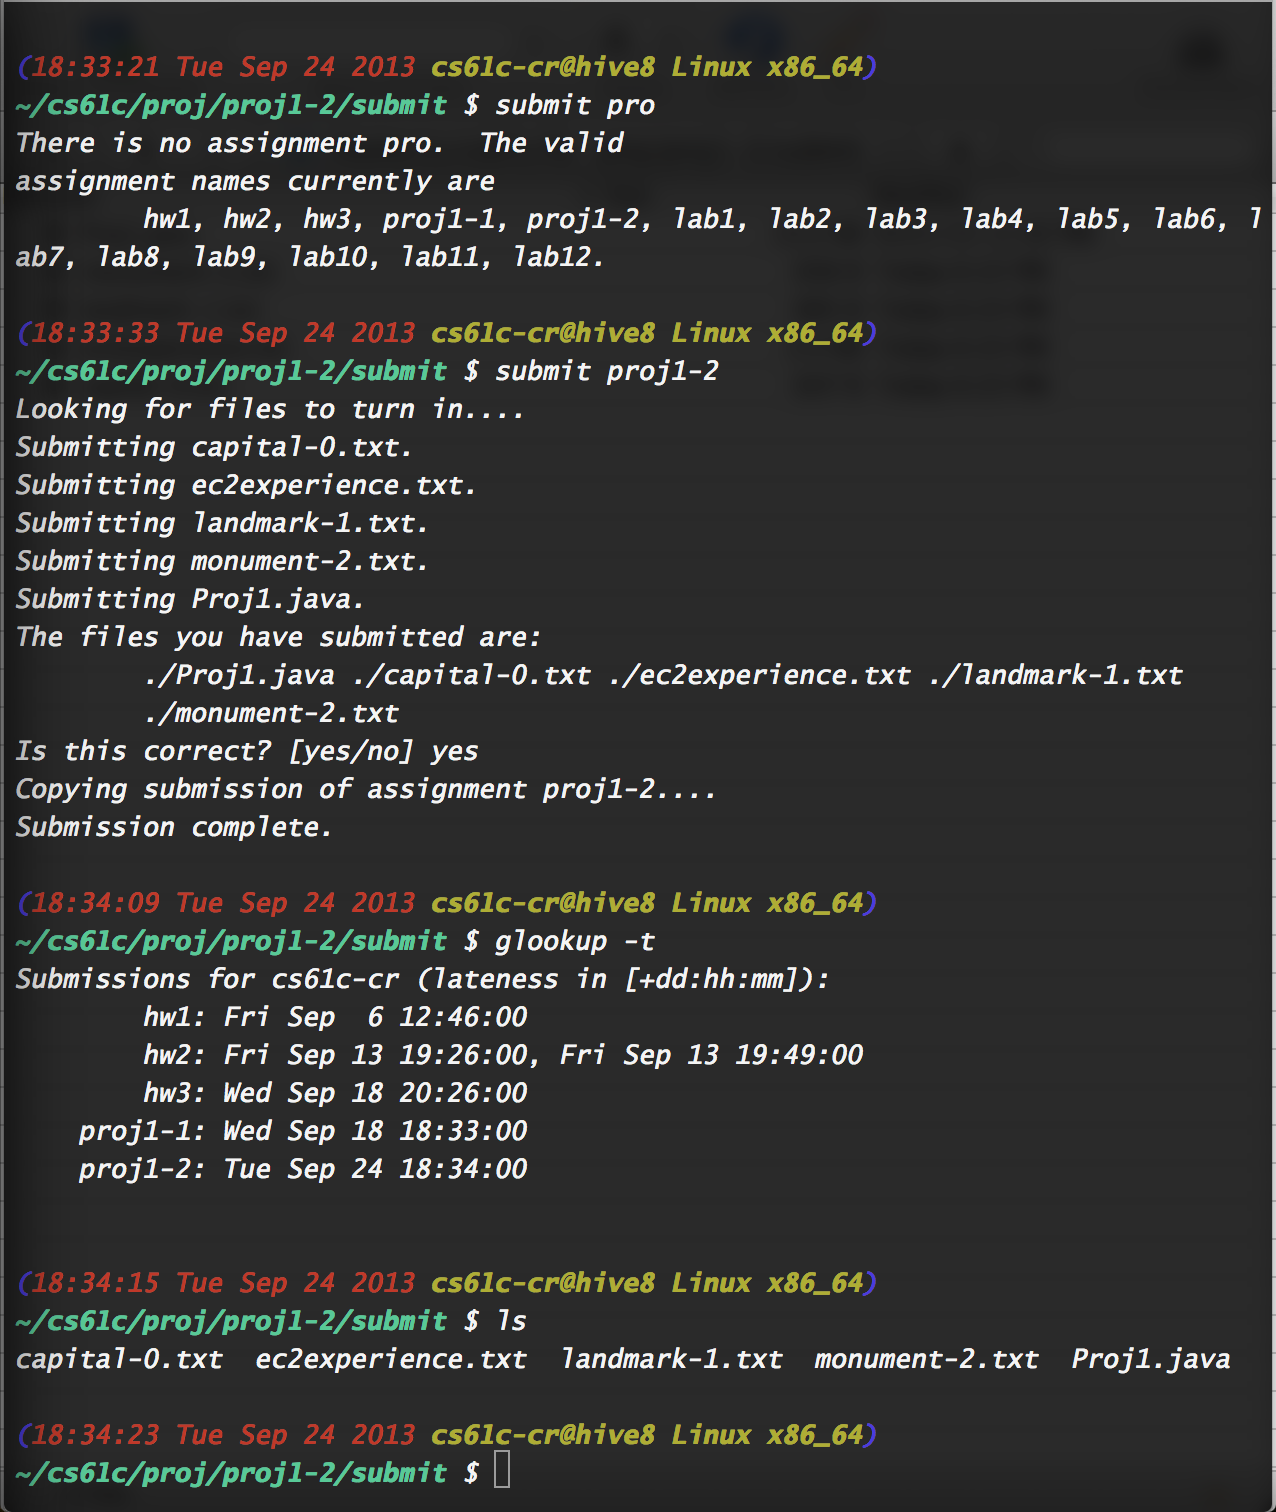 (18:33:21 Tue Sep 24 2013 cs61c-cr@hive8 Linux x86_64)
~/cs61c/proj/proj1-2/submit $ submit pro
There is no assignment pro.  The valid
assignment names currently are
        hw1, hw2, hw3, proj1-1, proj1-2, lab1, lab2, lab3, lab4, lab5, lab6, l
ab7, lab8, lab9, lab10, lab11, lab12.
(18:33:33 Tue Sep 24 2013 cs61c-cr@hive8 Linux x86_64)
~/cs61c/proj/proj1-2/submit $ submit proj1-2
Looking for files to turn in....
Submitting capital-0.txt.
Submitting ec2experience.txt.
Submitting landmark-1.txt.
Submitting monument-2.txt.
Submitting Proj1.java.
The files you have submitted are:
        ./Proj1.java ./capital-0.txt ./ec2experience.txt ./landmark-1.txt
        ./monument-2.txt
Is this correct? [yes/no] yes
Copying submission of assignment proj1-2....
Submission complete.
(18:34:09 Tue Sep 24 2013 cs61c-cr@hive8 Linux x86_64)
~/cs61c/proj/proj1-2/submit $ glookup -t
Submissions for cs61c-cr (lateness in [+dd:hh:mm]):
        hw1: Fri Sep  6 12:46:00
        hw2: Fri Sep 13 19:26:00, Fri Sep 13 19:49:00
        hw3: Wed Sep 18 20:26:00
    proj1-1: Wed Sep 18 18:33:00
    proj1-2: Tue Sep 24 18:34:00
(18:34:15 Tue Sep 24 2013 cs61c-cr@hive8 Linux x86_64)
~/cs61c/proj/proj1-2/submit $ ls
capital-0.txt  ec2experience.txt  landmark-1.txt  monument-2.txt  Proj1.java
(18:34:23 Tue Sep 24 2013 cs61c-cr@hive8 Linux x86_64)
~/cs61c/proj/proj1-2/submit $